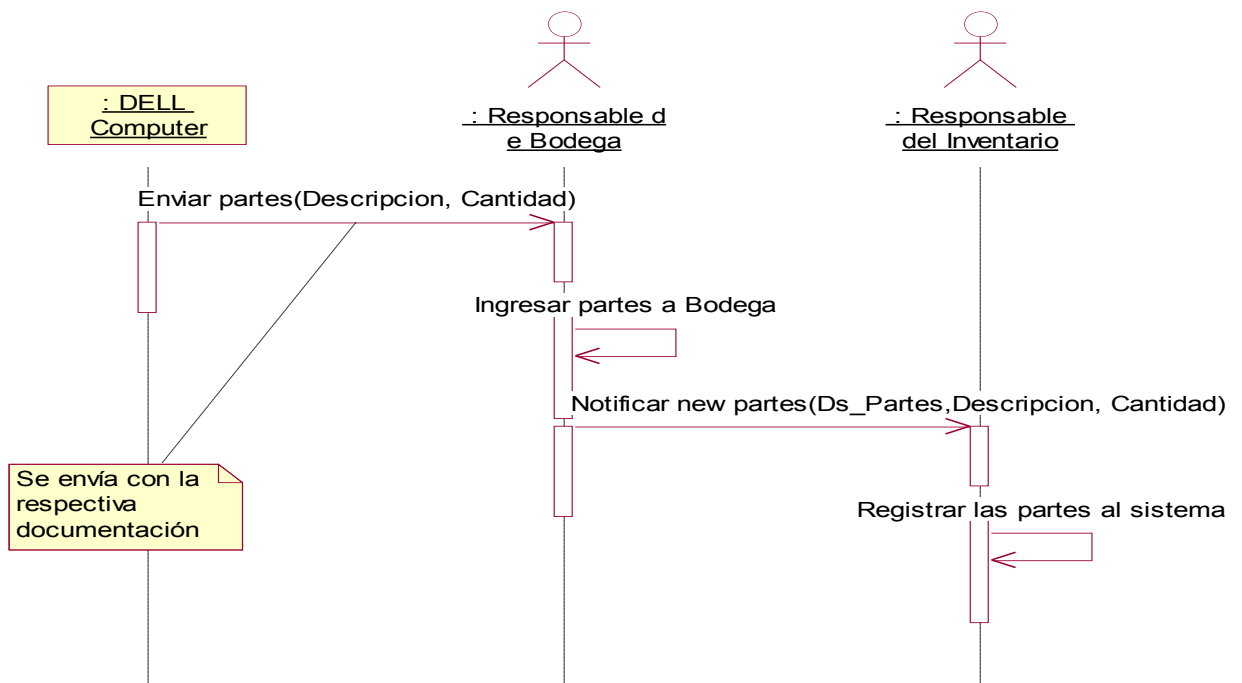 : DELL
Computer
: Responsable d
e Bodega
: Responsable
del Inventario
Enviar partes(Descripcion, Cantidad)
Ingresar partes a Bodega
Notificar new partes(Ds_Partes,Descripcion, Cantidad)
Se envía con la
respectiva
documentación
Registrar las partes al sistema